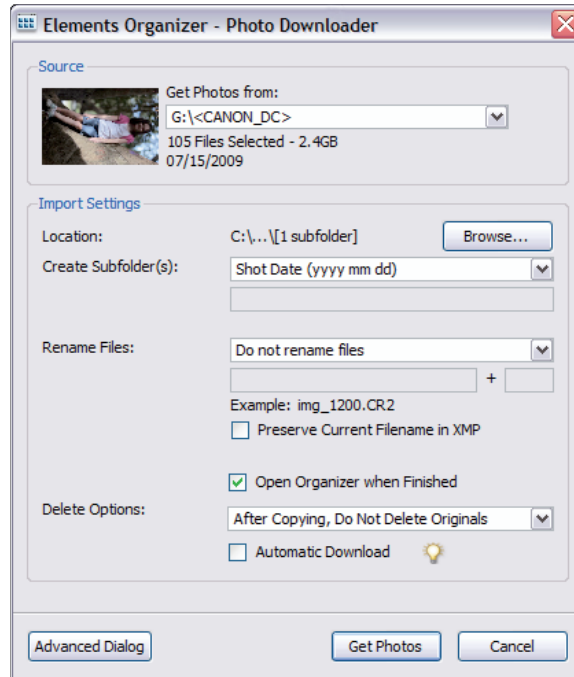 Elements Organizer - Photo Downloader
Source
Get Photos from:
G:\<CANON_DC>
105 Files Selected - 2.4GB
07/15/2009
Import Settings
Location: C:\...\[1 subfolder] Browse...
Create Subfolder(s): Shot Date (yyyy mm dd)
Rename Files: Do not rename files
+
Example: img_1200.CR2
Preserve Current Filename in XMP
Open Organizer when Finished
Delete Options: After Copying, Do Not Delete Originals
Automatic Download
Advanced Dialog Get Photos Cancel